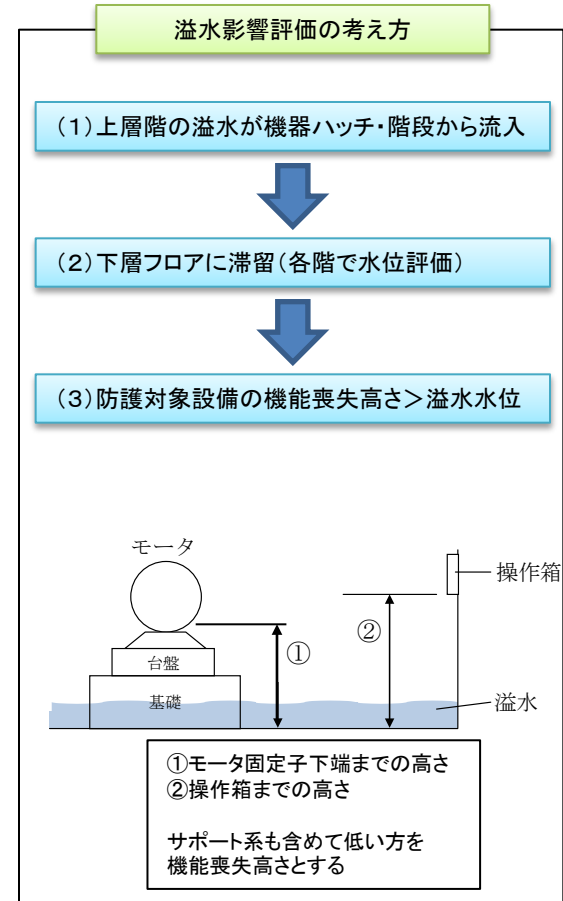 溢水影響評価の考え方
（1）上層階の溢水が機器ハッチ・階段から流入
（2）下層フロアに滞留（各階で水位評価）
（3）防護対象設備の機能喪失高さ＞溢水水位
モータ
操作箱
①
②
台盤
基礎
溢水
①モータ固定子下端までの高さ
②操作箱までの高さ
サポート系も含めて低い方を
機能喪失高さとする